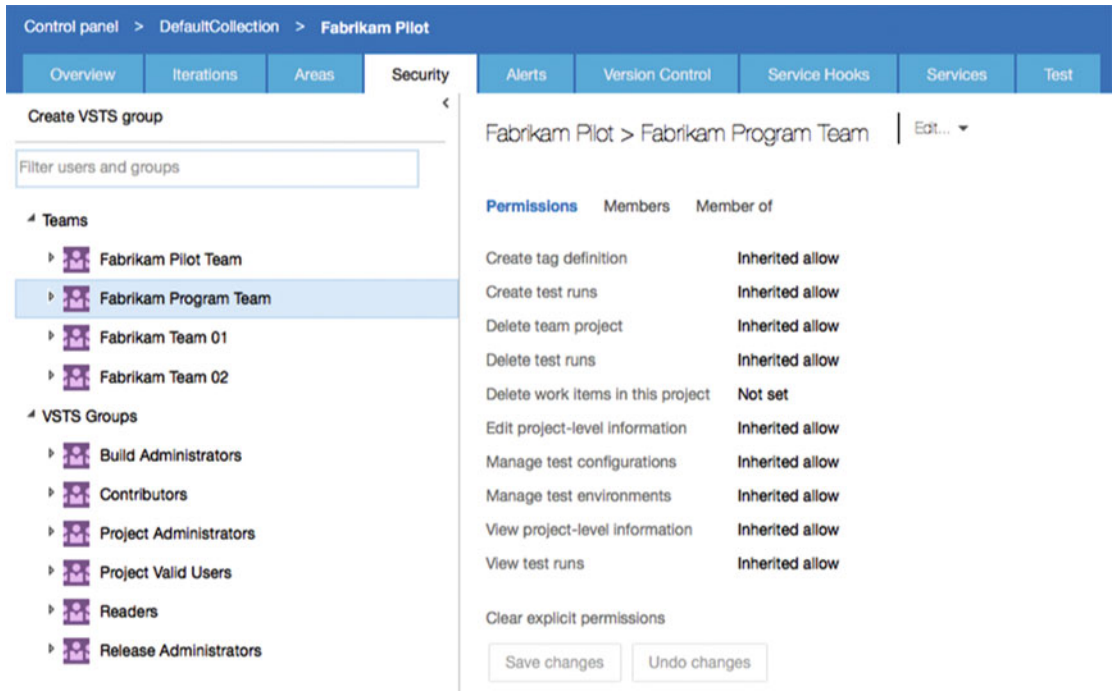 Control panel > DefaultCollection > Fabrikam Pilot
Overview Iterations Areas Security Alerts Version Control Service Hooks Services Test
Create VSTS group
Filter users and groups
Teams
Fabrikam Pilot Team
Fabrikam Program Team
Fabrikam Team 01
Fabrikam Team 02
VSTS Groups
Build Administrators
Contributors
Project Administrators
Project Valid Users
Readers
Release Administrators
Fabrikam Pilot > Fabrikam Program Team
Edit...
Permissions Members Member of
Create tag definition Inherited allow
Create test runs Inherited allow
Delete team project Inherited allow
Delete test runs Inherited allow
Delete work items in this project Not set
Edit project-level information Inherited allow
Manage test configurations Inherited allow
Manage test environments Inherited allow
View project-level information Inherited allow
View test runs Inherited allow
Clear explicit permissions
Save changes Undo changes